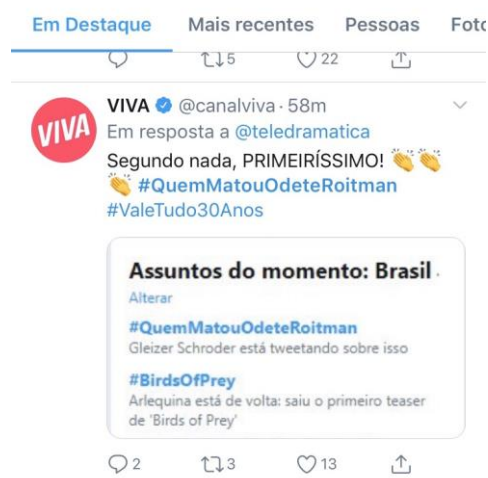 Em Destaque Mais recentes Pessoas Foto
5 22
VIVA
VIVA @canalviva · 58m
Em resposta a @teledramatica
Segundo nada, PRIMEIRÍSSIMO! 👏👏
👏 #QuemMatouOdeteRoitman
#ValeTudo30Anos
Assuntos do momento: Brasil ·
Alterar
#QuemMatouOdeteRoitman
Gleizer Schroder está tweetando sobre isso
#BirdsOfPrey
Arlequina está de volta: saiu o primeiro teaser
de 'Birds of Prey'
2 3 13